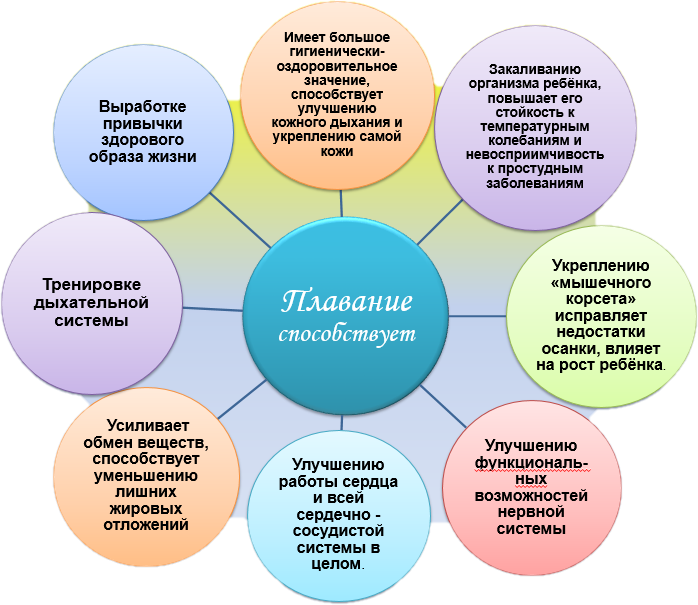 Имеет большое
гигиенически-
оздоровительное
значение,
способствует
улучшению
кожного дыхания и
укреплению самой
кожи
Закаливанию
организма ребёнка,
повышает его
стойкость к
температурным
колебаниям и
невосприимчивость
к простудным
заболеваниям
Укреплению
«мышечного
корсета»
исправляет
недостатки
осанки, влияет
на рост ребёнка.
Улучшению
функциональ-
ных
возможностей
нервной
системы
Улучшению
работы сердца
и всей
сердечно -
сосудистой
системы в
целом.
Усиливает
обмен веществ,
способствует
уменьшению
лишних
жировых
отложений
Тренировке
дыхательной
системы
Выработке
привычки
здорового
образа жизни
Плавание
способствует